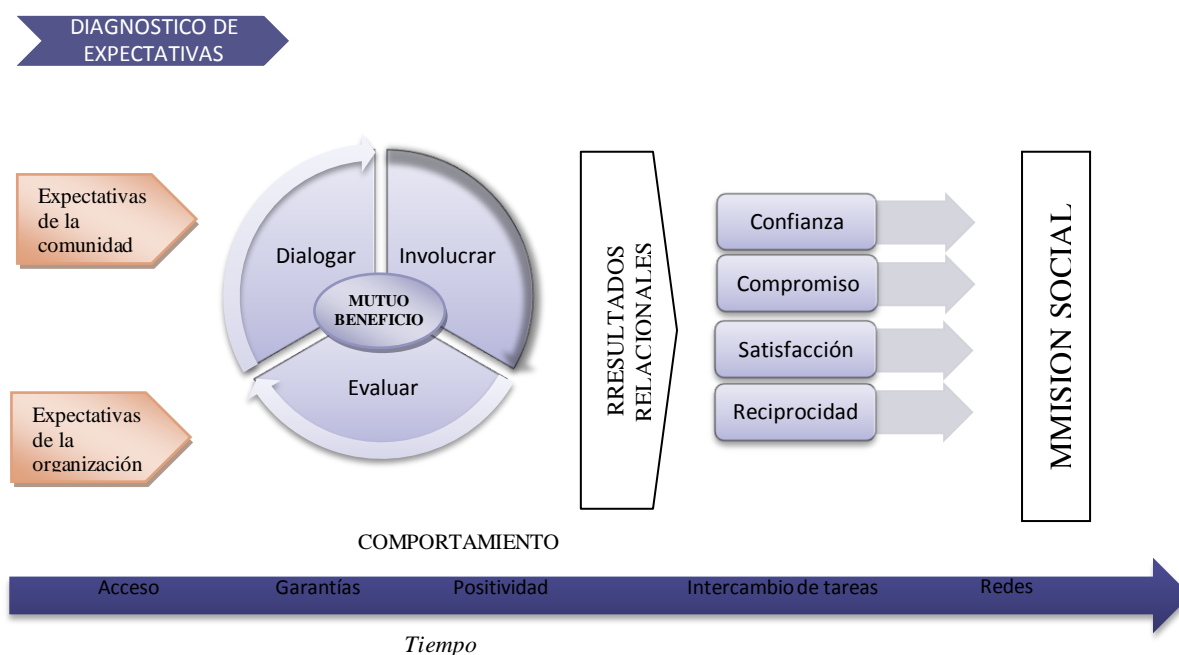 DIAGNOSTICO DE
EXPECTATIVAS
Expectativas
de la
comunidad
Expectativas
de la
organización
Dialogar
Involucrar
MUTUO
BENEFICIO
Evaluar
RRESULTADOS
RELACIONALES
Confianza
Compromiso
Satisfacción
Reciprocidad
MMISION SOCIAL
COMPORTAMIENTO
Acceso Garantías Positividad Intercambio de tareas Redes
Tiempo